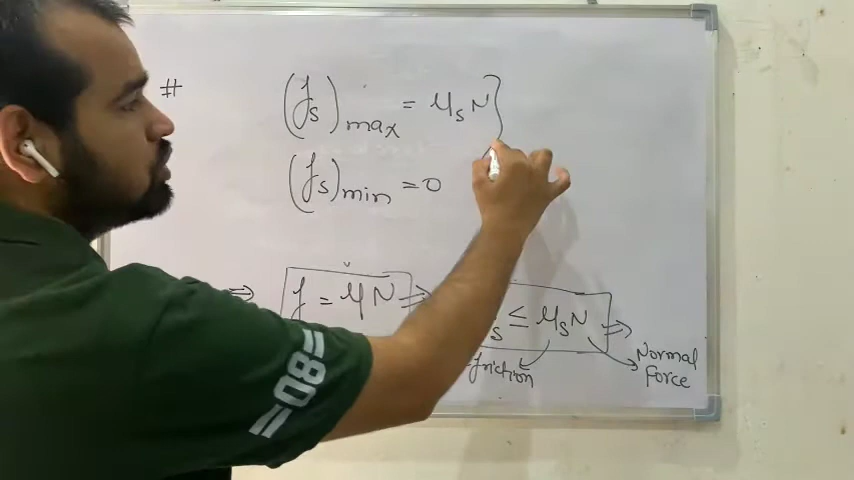 # (fs)max = μsN }
(fs)min = 0
⇒ f = μN ⇒ s ≤ μsN ⇒
friction
Normal
Force
80